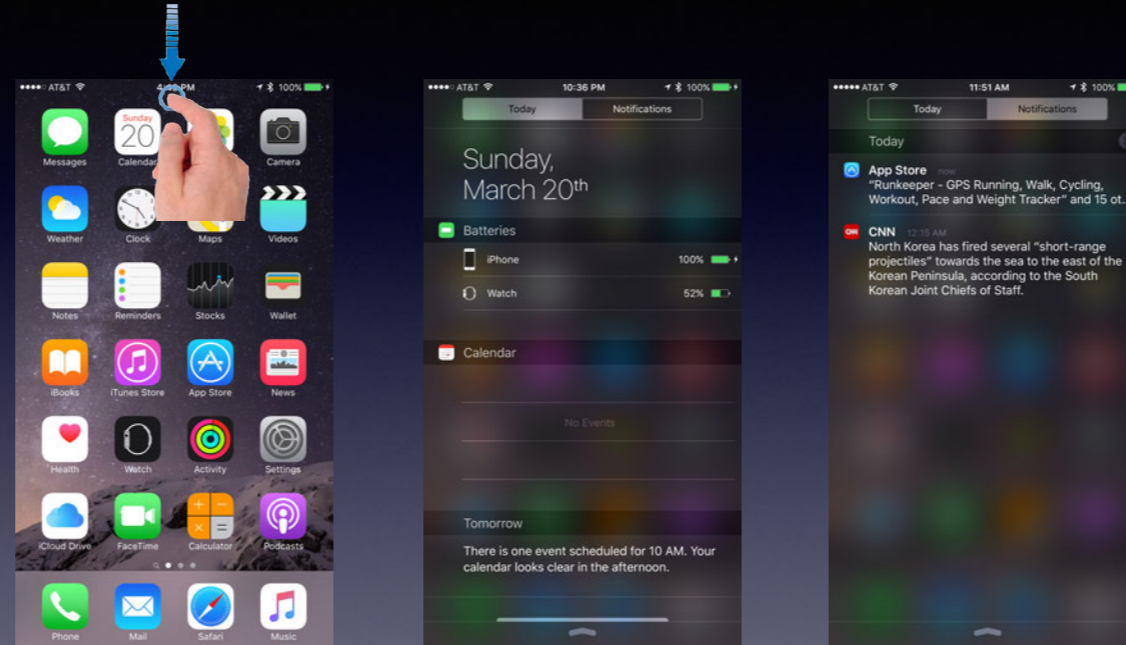 AT&T 4:49 PM 100%
Sunday
20
Messages Calendar Camera
Weather Clock Maps Videos
Notes Reminders Stocks Wallet
iBooks iTunes Store App Store News
Health Watch Activity Settings
iCloud Drive FaceTime Calculator Podcasts
Phone Mail Safari Music
AT&T 10:36 PM 100%
Today Notifications
Sunday,
March 20th
Batteries
iPhone 100%
Watch 52%
Calendar
No Events
Tomorrow
There is one event scheduled for 10 AM. Your
calendar looks clear in the afternoon.
AT&T 11:51 AM 100%
Today Notifications
Today
App Store now
“Runkeeper - GPS Running, Walk, Cycling,
Workout, Pace and Weight Tracker” and 15 ot...
CNN
CNN 12:15 AM
North Korea has fired several “short-range
projectiles” towards the sea to the east of the
Korean Peninsula, according to the South
Korean Joint Chiefs of Staff.